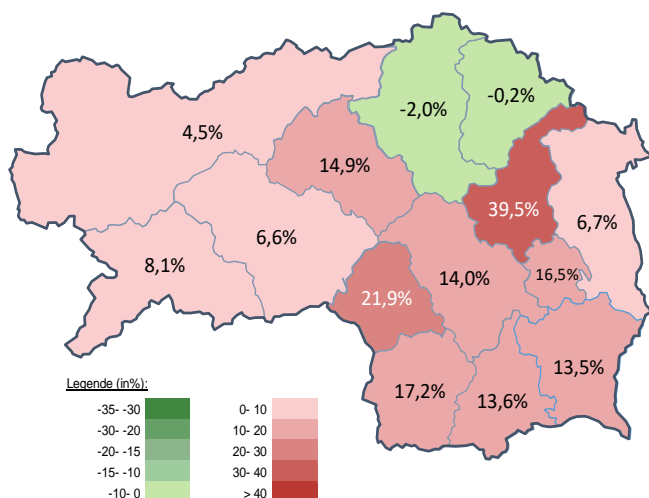 -2,0%
-0,2%
4,5%
14,9%
39,5%
6,7%
6,6%
8,1%
21,9%
14,0%
16,5%
17,2%
13,6%
13,5%
Legende (in%):
-35- -30 0- 10
-30- -20 10- 20
-20- -15 20- 30
-15- -10 30- 40
-10- 0 > 40